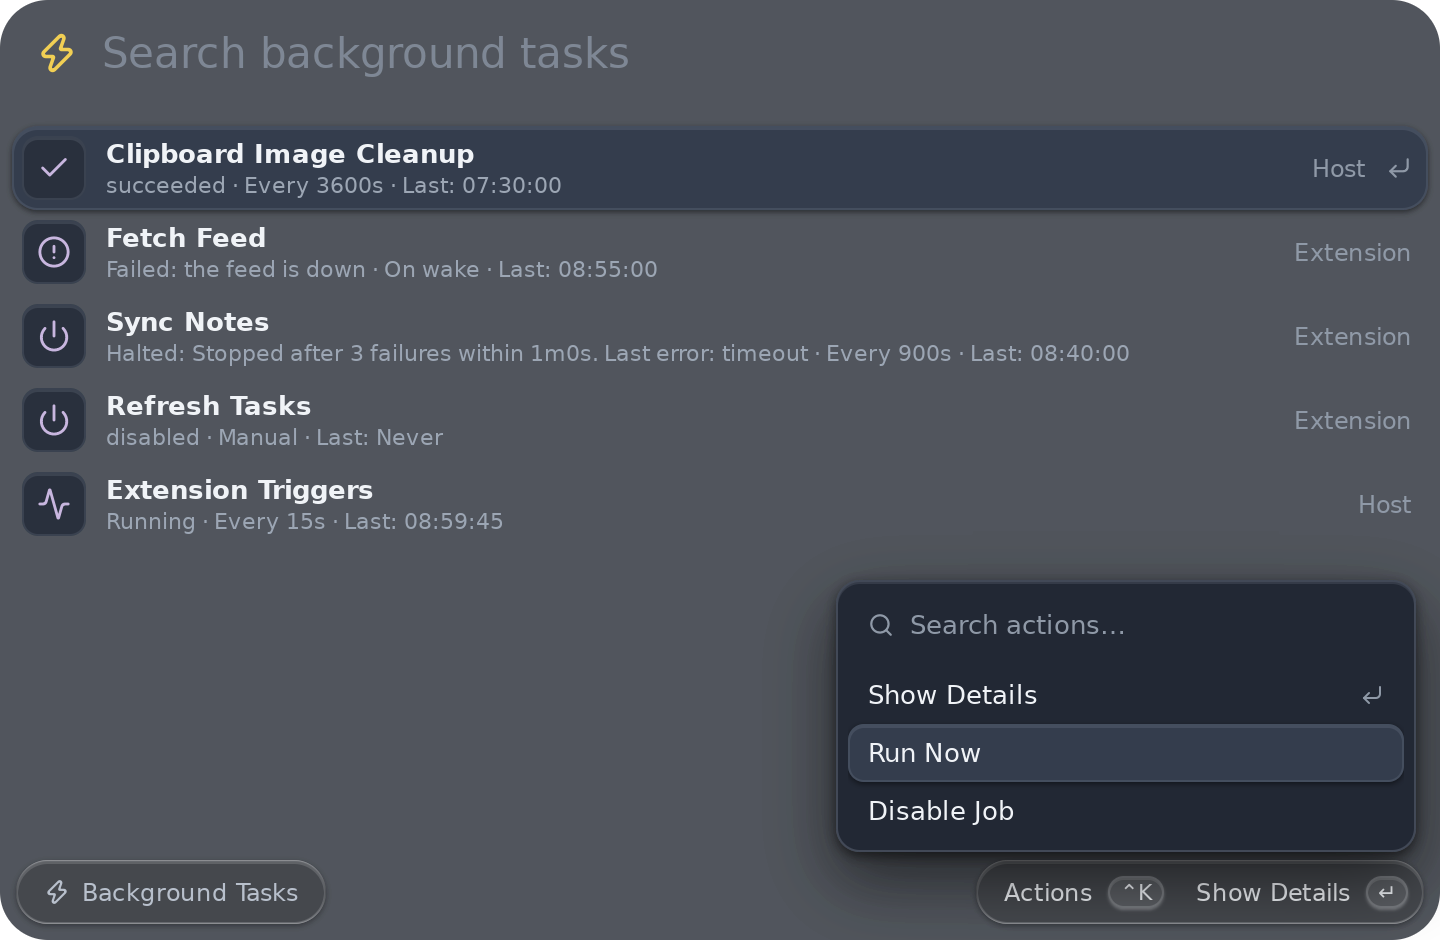 Search background tasks
Clipboard Image Cleanup
succeeded · Every 3600s · Last: 07:30:00
Host
Fetch Feed
Failed: the feed is down · On wake · Last: 08:55:00
Extension
Sync Notes
Halted: Stopped after 3 failures within 1m0s. Last error: timeout · Every 900s · Last: 08:40:00
Extension
Refresh Tasks
disabled · Manual · Last: Never
Extension
Extension Triggers
Running · Every 15s · Last: 08:59:45
Host
Search actions...
Show Details
Run Now
Disable Job
Background Tasks
Actions ^K Show Details